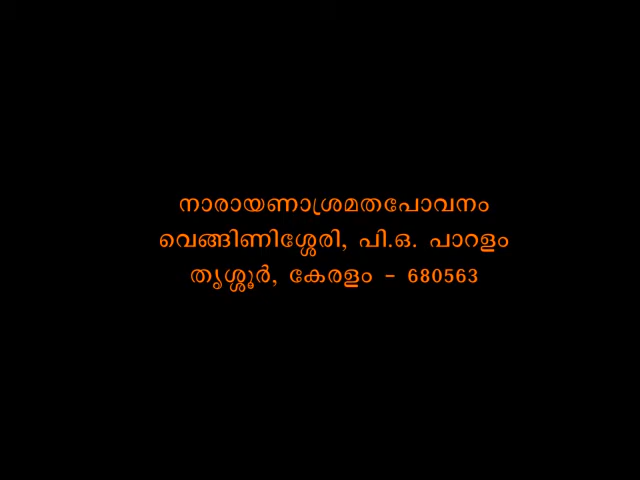 നാരായണാശ്രമതപോവനം
വെങ്ങിണിശ്ശേരി, പി.ഒ. പാറളം
തൃശ്ശൂർ, കേരളം - 680563